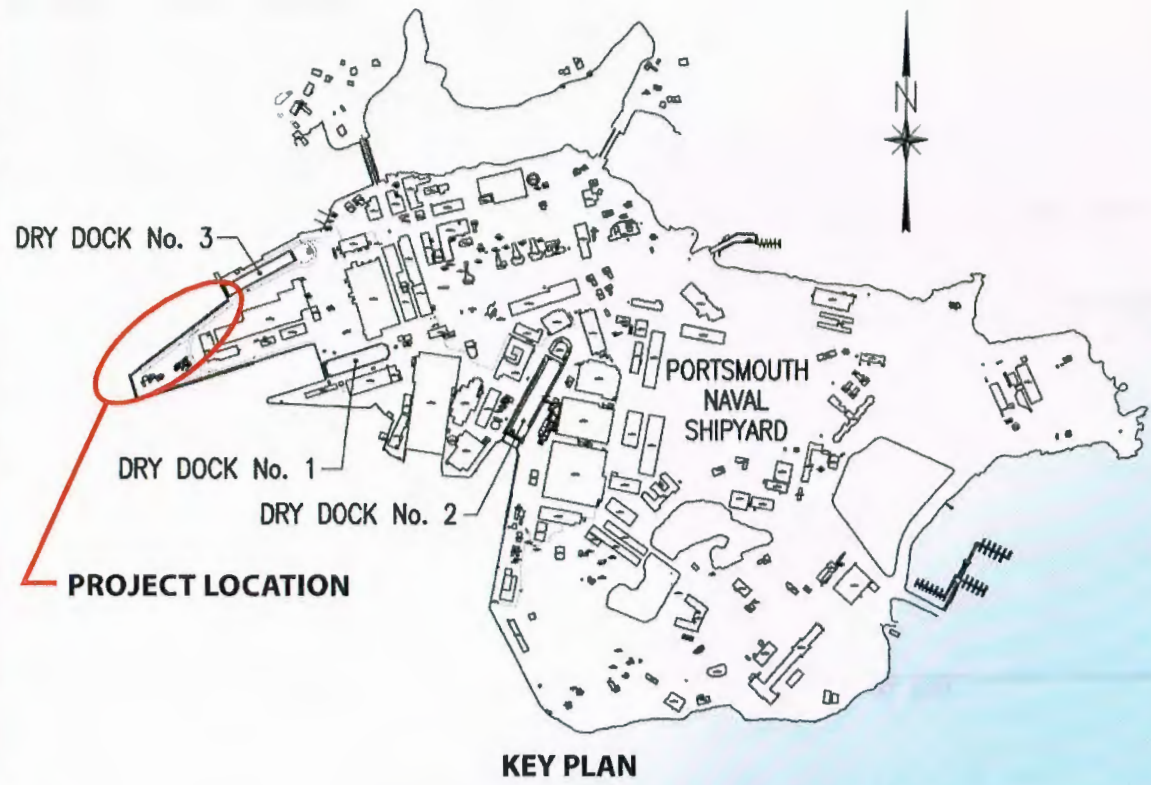 N
DRY DOCK No. 3
PORTSMOUTH
NAVAL
SHIPYARD
DRY DOCK No. 1
DRY DOCK No. 2
PROJECT LOCATION
KEY PLAN